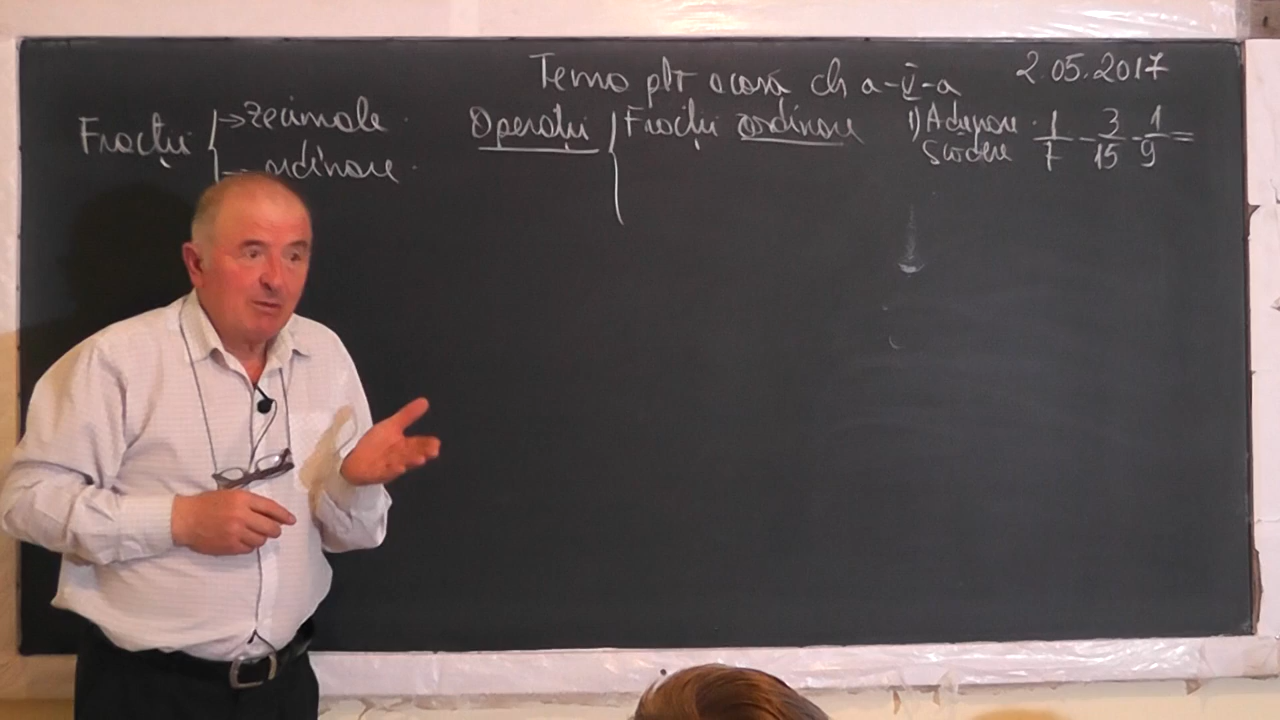 Tema ptr acasă cls a-V-a 2.05.2017
Fracții → zecimale
→ ordinare
Operații Fracții ordinare
1) Adunare
Scădere
1/7 - 3/15 - 1/9 =